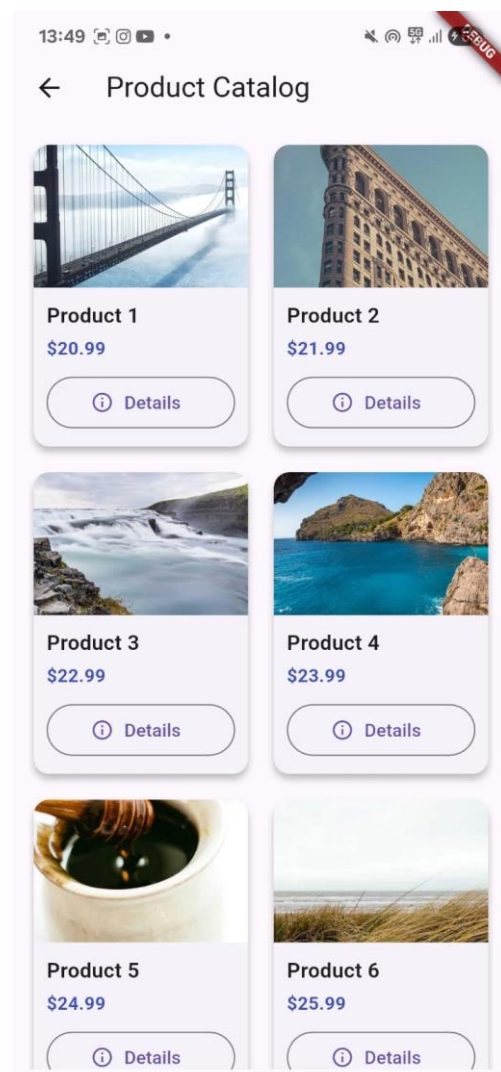 13:49
DEBUG
Product Catalog
Product 1
$20.99
Details
Product 2
$21.99
Details
Product 3
$22.99
Details
Product 4
$23.99
Details
Product 5
$24.99
Details
Product 6
$25.99
Details